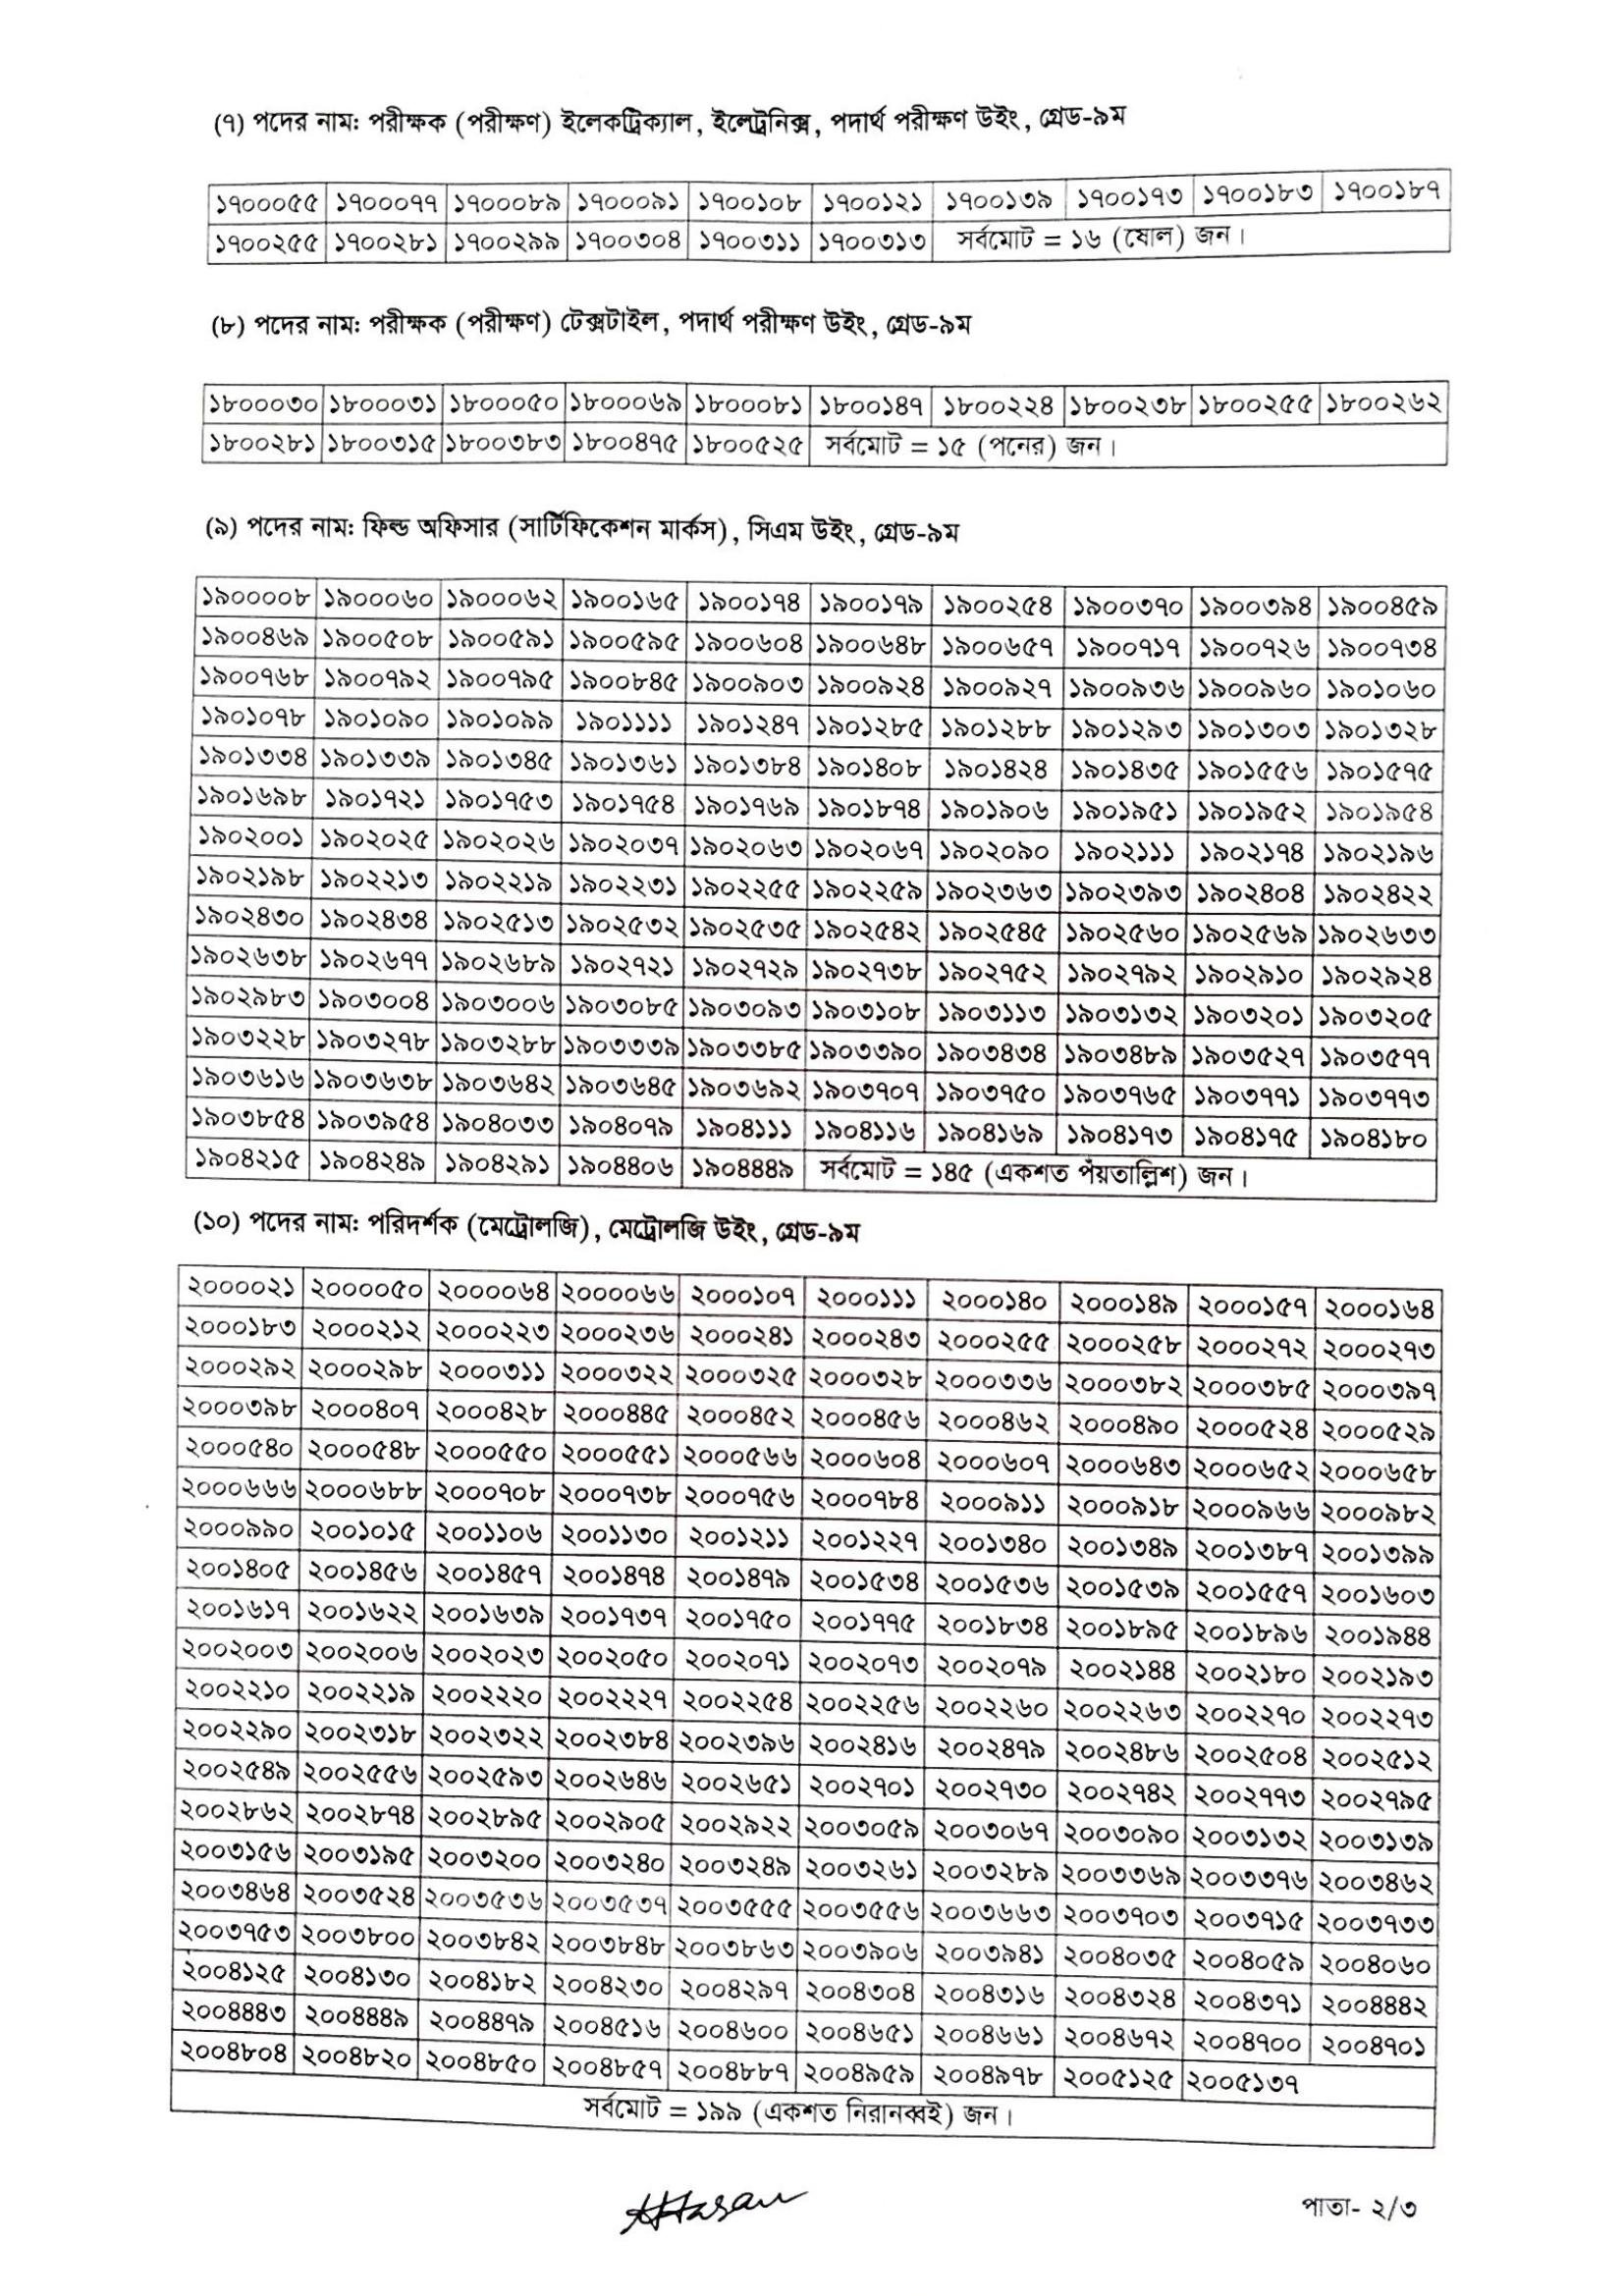 (৭) পদের নাম: পরীক্ষক (পরীক্ষণ) ইলেকট্রিক্যাল, ইলেট্রনিক্স, পদার্থ পরীক্ষণ উইং, গ্রেড-৯ম
১৭০০০৫৫ ১৭০০০৭৭ ১৭০০০৮৯ ১৭০০০৯১ ১৭০০১০৮ ১৭০০১২১ ১৭০০১৩৯ ১৭০০১৭৩ ১৭০০১৮৩ ১৭০০১৮৭
১৭০০২৫৫ ১৭০০২৮১ ১৭০০২৯৯ ১৭০০৩০৪ ১৭০০৩১১ ১৭০০৩১৩ সর্বমোট = ১৬ (ষোল) জন।
(৮) পদের নাম: পরীক্ষক (পরীক্ষণ) টেক্সটাইল, পদার্থ পরীক্ষণ উইং, গ্রেড-৯ম
১৮০০০৩০ ১৮০০০৩১ ১৮০০০৫০ ১৮০০০৬৯ ১৮০০০৮১ ১৮০০১৪৭ ১৮০০২২৪ ১৮০০২৩৮ ১৮০০২৫৫ ১৮০০২৬২
১৮০০২৮১ ১৮০০৩১৫ ১৮০০৩৮৩ ১৮০০৪৭৫ ১৮০০৫২৫ সর্বমোট = ১৫ (পনের) জন।
(৯) পদের নাম: ফিল্ড অফিসার (সার্টিফিকেশন মার্কস), সিএম উইং, গ্রেড-৯ম
১৯০০০০৮ ১৯০০০৬০ ১৯০০০৬২ ১৯০০১৬৫ ১৯০০১৭৪ ১৯০০১৭৯ ১৯০০২৫৪ ১৯০০৩৭০ ১৯০০৩৯৪ ১৯০০৪৫৯
১৯০০৪৬৯ ১৯০০৫০৮ ১৯০০৫৯১ ১৯০০৫৯৫ ১৯০০৬০৪ ১৯০০৬৪৮ ১৯০০৬৫৭ ১৯০০৭১৭ ১৯০০৭২৬ ১৯০০৭৩৪
১৯০০৭৬৮ ১৯০০৭৯২ ১৯০০৭৯৫ ১৯০০৮৪৫ ১৯০০৯০৩ ১৯০০৯২৪ ১৯০০৯২৭ ১৯০০৯৩৬ ১৯০০৯৬০ ১৯০১০৬০
১৯০১০৭৮ ১৯০১০৯০ ১৯০১০৯৯ ১৯০১১১১ ১৯০১২৪৭ ১৯০১২৮৫ ১৯০১২৮৮ ১৯০১২৯৩ ১৯০১৩০৩ ১৯০১৩২৮
১৯০১৩৩৪ ১৯০১৩৩৯ ১৯০১৩৪৫ ১৯০১৩৬১ ১৯০১৩৮৪ ১৯০১৪০৮ ১৯০১৪২৪ ১৯০১৪৩৫ ১৯০১৫৫৬ ১৯০১৫৭৫
১৯০১৬৯৮ ১৯০১৭২১ ১৯০১৭৫৩ ১৯০১৭৫৪ ১৯০১৭৬৯ ১৯০১৮৭৪ ১৯০১৯০৬ ১৯০১৯৫১ ১৯০১৯৫২ ১৯০১৯৫৪
১৯০২০০১ ১৯০২০২৫ ১৯০২০২৬ ১৯০২০৩৭ ১৯০২০৬৩ ১৯০২০৬৭ ১৯০২০৯০ ১৯০২১১১ ১৯০২১৭৪ ১৯০২১৯৬
১৯০২১৯৮ ১৯০২২১৩ ১৯০২২১৯ ১৯০২২৩১ ১৯০২২৫৫ ১৯০২২৫৯ ১৯০২৩৬৩ ১৯০২৩৯৩ ১৯০২৪০৪ ১৯০২৪২২
১৯০২৪৩০ ১৯০২৪৩৪ ১৯০২৫১৩ ১৯০২৫৩২ ১৯০২৫৩৫ ১৯০২৫৪২ ১৯০২৫৪৫ ১৯০২৫৬০ ১৯০২৫৬৯ ১৯০২৬৩৩
১৯০২৬৩৮ ১৯০২৬৭৭ ১৯০২৬৮৯ ১৯০২৭২১ ১৯০২৭২৯ ১৯০২৭৩৮ ১৯০২৭৫২ ১৯০২৭৯২ ১৯০২৯১০ ১৯০২৯২৪
১৯০২৯৮৩ ১৯০৩০০৪ ১৯০৩০০৬ ১৯০৩০৮৫ ১৯০৩০৯৩ ১৯০৩১০৮ ১৯০৩১১৩ ১৯০৩১৩২ ১৯০৩২০১ ১৯০৩২০৫
১৯০৩২২৮ ১৯০৩২৭৮ ১৯০৩২৮৮ ১৯০৩৩৩৯ ১৯০৩৩৮৫ ১৯০৩৩৯০ ১৯০৩৪৩৪ ১৯০৩৪৮৯ ১৯০৩৫২৭ ১৯০৩৫৭৭
১৯০৩৬১৬ ১৯০৩৬৩৮ ১৯০৩৬৪২ ১৯০৩৬৪৫ ১৯০৩৬৯২ ১৯০৩৭০৭ ১৯০৩৭৫০ ১৯০৩৭৬৫ ১৯০৩৭৭১ ১৯০৩৭৭৩
১৯০৩৮৫৪ ১৯০৩৯৫৪ ১৯০৪০৩৩ ১৯০৪০৭৯ ১৯০৪১১১ ১৯০৪১১৬ ১৯০৪১৬৯ ১৯০৪১৭৩ ১৯০৪১৭৫ ১৯০৪১৮০
১৯০৪২১৫ ১৯০৪২৪৯ ১৯০৪২৯১ ১৯০৪৪০৬ ১৯০৪৪৪৯ সর্বমোট = ১৪৫ (একশত পঁয়তাল্লিশ) জন।
(১০) পদের নাম: পরিদর্শক (মেট্রোলজি), মেট্রোলজি উইং, গ্রেড-৯ম
২০০০০২১ ২০০০০৫০ ২০০০০৬৪ ২০০০০৬৬ ২০০০১০৭ ২০০০১১১ ২০০০১৪০ ২০০০১৪৯ ২০০০১৫৭ ২০০০১৬৪
২০০০১৮৩ ২০০০২১২ ২০০০২২৩ ২০০০২৩৬ ২০০০২৪১ ২০০০২৪৩ ২০০০২৫৫ ২০০০২৫৮ ২০০০২৭২ ২০০০২৭৩
২০০০২৯২ ২০০০২৯৮ ২০০০৩১১ ২০০০৩২২ ২০০০৩২৫ ২০০০৩২৮ ২০০০৩৩৬ ২০০০৩৮২ ২০০০৩৮৫ ২০০০৩৯৭
২০০০৩৯৮ ২০০০৪০৭ ২০০০৪২৮ ২০০০৪৪৫ ২০০০৪৫২ ২০০০৪৫৬ ২০০০৪৬২ ২০০০৪৯০ ২০০০৫২৪ ২০০০৫২৯
২০০০৫৪০ ২০০০৫৪৮ ২০০০৫৫০ ২০০০৫৫১ ২০০০৫৬৬ ২০০০৬০৪ ২০০০৬০৭ ২০০০৬৪৩ ২০০০৬৫২ ২০০০৬৫৮
২০০০৬৬৬ ২০০০৬৮৮ ২০০০৭০৮ ২০০০৭৩৮ ২০০০৭৫৬ ২০০০৭৮৪ ২০০০৯১১ ২০০০৯১৮ ২০০০৯৬৬ ২০০০৯৮২
২০০০৯৯০ ২০০১০১৫ ২০০১১০৬ ২০০১১৩০ ২০০১২১১ ২০০১২২৭ ২০০১৩৪০ ২০০১৩৪৯ ২০০১৩৮৭ ২০০১৩৯৯
২০০১৪০৫ ২০০১৪৫৬ ২০০১৪৫৭ ২০০১৪৭৪ ২০০১৪৭৯ ২০০১৫৩৪ ২০০১৫৩৬ ২০০১৫৩৯ ২০০১৫৫৭ ২০০১৬০৩
২০০১৬১৭ ২০০১৬২২ ২০০১৬৩৯ ২০০১৭৩৭ ২০০১৭৫০ ২০০১৭৭৫ ২০০১৮৩৪ ২০০১৮৯৫ ২০০১৮৯৬ ২০০১৯৪৪
২০০২০০৩ ২০০২০০৬ ২০০২০২৩ ২০০২০৫০ ২০০২০৭১ ২০০২০৭৩ ২০০২০৭৯ ২০০২১৪৪ ২০০২১৮০ ২০০২১৯৩
২০০২২১০ ২০০২২১৯ ২০০২২২০ ২০০২২২৭ ২০০২২৫৪ ২০০২২৫৬ ২০০২২৬০ ২০০২২৬৩ ২০০২২৭০ ২০০২২৭৩
২০০২২৯০ ২০০২৩১৮ ২০০২৩২২ ২০০২৩৮৪ ২০০২৩৯৬ ২০০২৪১৬ ২০০২৪৭৯ ২০০২৪৮৬ ২০০২৫০৪ ২০০২৫১২
২০০২৫৪৯ ২০০২৫৫৬ ২০০২৫৯৩ ২০০২৬৪৬ ২০০২৬৫১ ২০০২৭০১ ২০০২৭৩০ ২০০২৭৪২ ২০০২৭৭৩ ২০০২৭৯৫
২০০২৮৬২ ২০০২৮৭৪ ২০০২৮৯৫ ২০০২৯০৫ ২০০২৯২২ ২০০৩০৫৯ ২০০৩০৬৭ ২০০৩০৯০ ২০০৩১৩২ ২০০৩১৩৯
২০০৩১৫৬ ২০০৩১৯৫ ২০০৩২০০ ২০০৩২৪০ ২০০৩২৪৯ ২০০৩২৬১ ২০০৩২৮৯ ২০০৩৩৬৯ ২০০৩৩৭৬ ২০০৩৪৬২
২০০৩৪৬৪ ২০০৩৫২৪ ২০০৩৫৩৬ ২০০৩৫৩৭ ২০০৩৫৫৫ ২০০৩৫৫৬ ২০০৩৬৬৩ ২০০৩৭০৩ ২০০৩৭১৫ ২০০৩৭৩৩
২০০৩৭৫৩ ২০০৩৮০০ ২০০৩৮৪২ ২০০৩৮৪৮ ২০০৩৮৬৩ ২০০৩৯০৬ ২০০৩৯৪১ ২০০৪০৩৫ ২০০৪০৫৯ ২০০৪০৬০
২০০৪১২৫ ২০০৪১৩০ ২০০৪১৮২ ২০০৪২৩০ ২০০৪২৯৭ ২০০৪৩০৪ ২০০৪৩১৬ ২০০৪৩২৪ ২০০৪৩৭১ ২০০৪৪৪২
২০০৪৪৪৩ ২০০৪৪৪৯ ২০০৪৪৭৯ ২০০৪৫১৬ ২০০৪৬০০ ২০০৪৬৫১ ২০০৪৬৬১ ২০০৪৬৭২ ২০০৪৭০০ ২০০৪৭০১
২০০৪৮০৪ ২০০৪৮২০ ২০০৪৮৫০ ২০০৪৮৫৭ ২০০৪৮৮৭ ২০০৪৯৫৯ ২০০৪৯৭৮ ২০০৫১২৫ ২০০৫১৩৭
সর্বমোট = ১৯৯ (একশত নিরানব্বই) জন।
পাতা- ২/৩